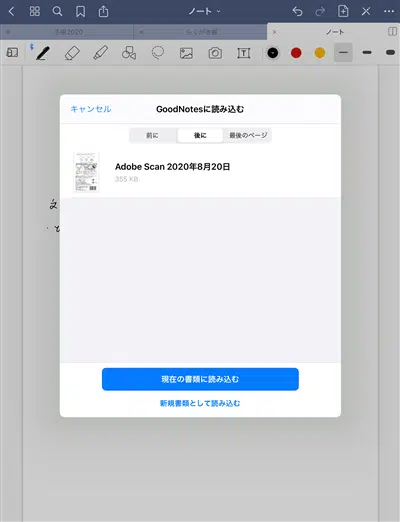 ノート
手帳2020
ノート
キャンセル
GoodNotesに読み込む
前に
後に
最後のページ
Adobe Scan 2020年8月20日
355 KB
現在の書類に読み込む
新規書類として読み込む